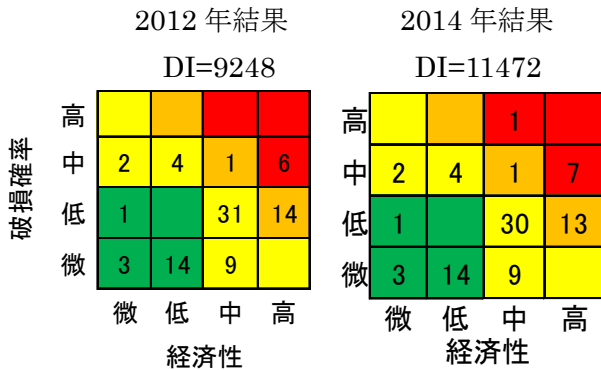 2012 年結果
DI=9248
破損確率
高
中 2 4 1 6
低 1 31 14
微 3 14 9
微 低 中 高
経済性
2014 年結果
DI=11472
高 1
中 2 4 1 7
低 1 30 13
微 3 14 9
微 低 中 高
経済性